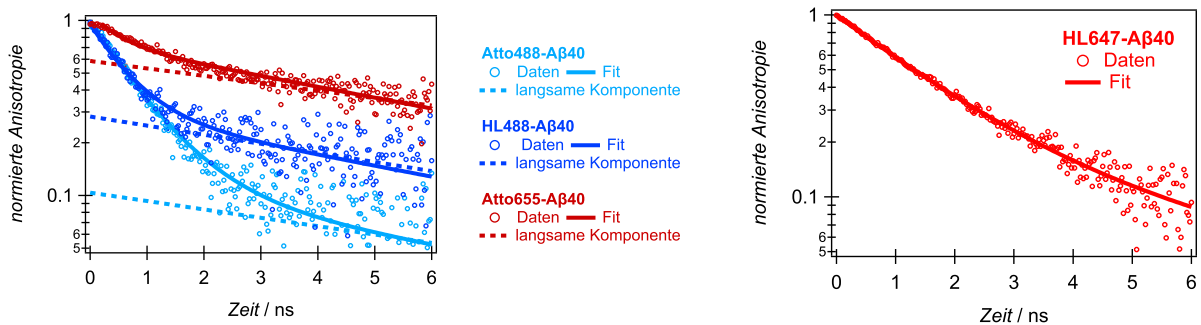 normierte Anisotropie
1
6
5
4
3
2
0.1
6
5
0 1 2 3 4 5 6
Zeit / ns
Atto488-Aβ40
Daten Fit
langsame Komponente
HL488-Aβ40
Daten Fit
langsame Komponente
Atto655-Aβ40
Daten Fit
langsame Komponente
normierte Anisotropie
1
6
5
4
3
2
0.1
6
5
0 1 2 3 4 5 6
Zeit / ns
HL647-Aβ40
Daten
Fit